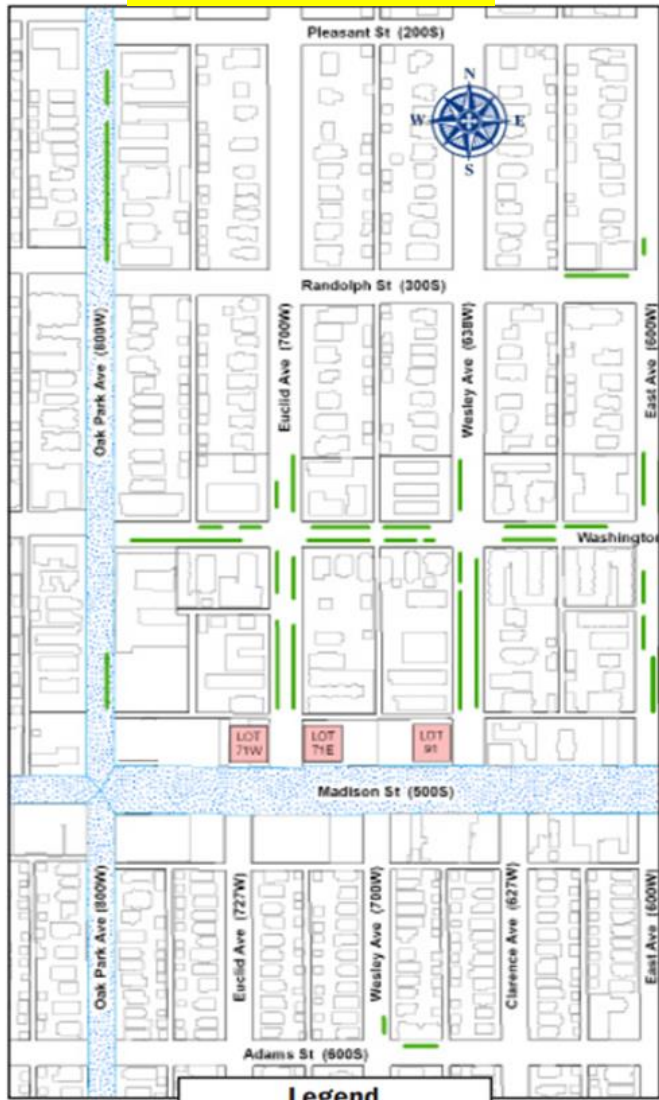 Pleasant St (200S)
N
W
E
S
Randolph St (300S)
Oak Park Ave (800W)
Euclid Ave (700W)
Wesley Ave (638W)
East Ave (600W)
Washington
LOT
71W
LOT
71E
LOT
91
Madison St (500S)
Oak Park Ave (800W)
Euclid Ave (727W)
Wesley Ave (700W)
Clarence Ave (627W)
East Ave (600W)
Adams St (600S)
Legend